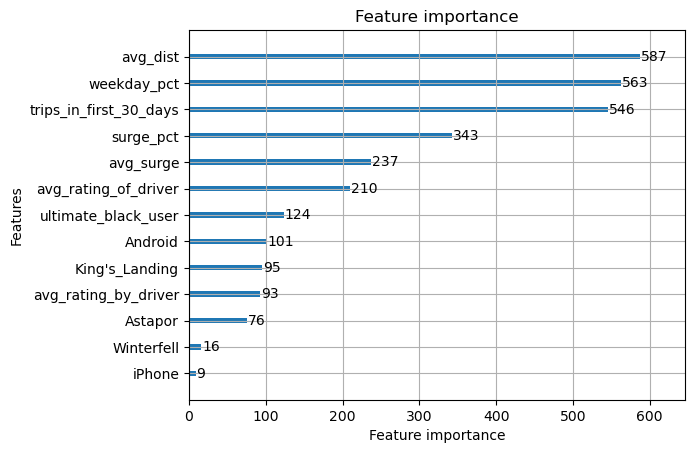 Feature importance
avg_dist 587
weekday_pct 563
trips_in_first_30_days 546
surge_pct 343
avg_surge 237
avg_rating_of_driver 210
ultimate_black_user 124
Android 101
King's_Landing 95
avg_rating_by_driver 93
Astapor 76
Winterfell 16
iPhone 9
Features
0 100 200 300 400 500 600
Feature importance